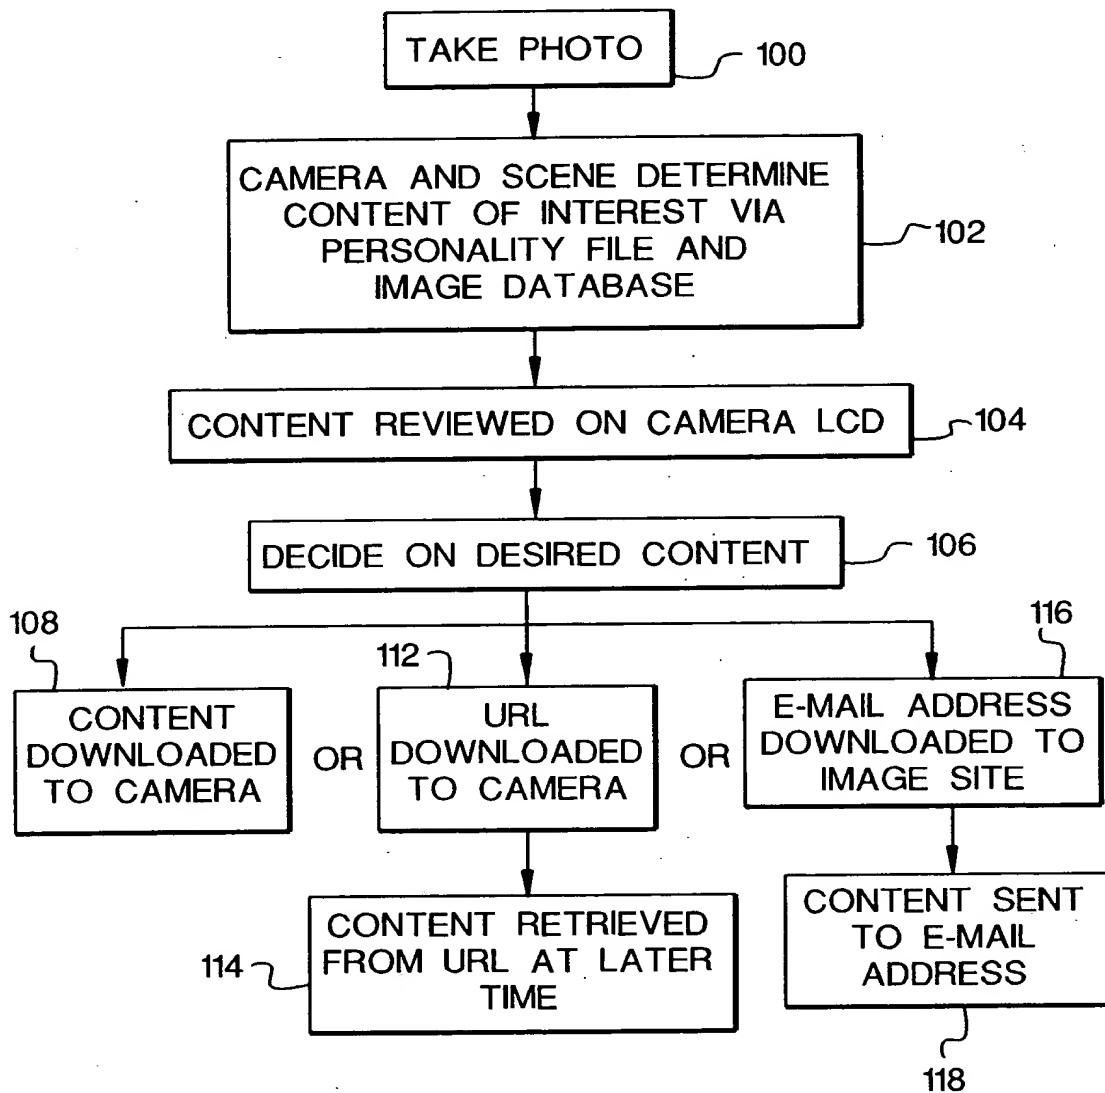 TAKE PHOTO
100
CAMERA AND SCENE DETERMINE
CONTENT OF INTEREST VIA
PERSONALITY FILE AND
IMAGE DATABASE
102
CONTENT REVIEWED ON CAMERA LCD
104
DECIDE ON DESIRED CONTENT
106
108
CONTENT
DOWNLOADED
TO CAMERA
OR
112
URL
DOWNLOADED
TO CAMERA
OR
116
E-MAIL ADDRESS
DOWNLOADED TO
IMAGE SITE
114
CONTENT RETRIEVED
FROM URL AT LATER
TIME
CONTENT SENT
TO E-MAIL
ADDRESS
118